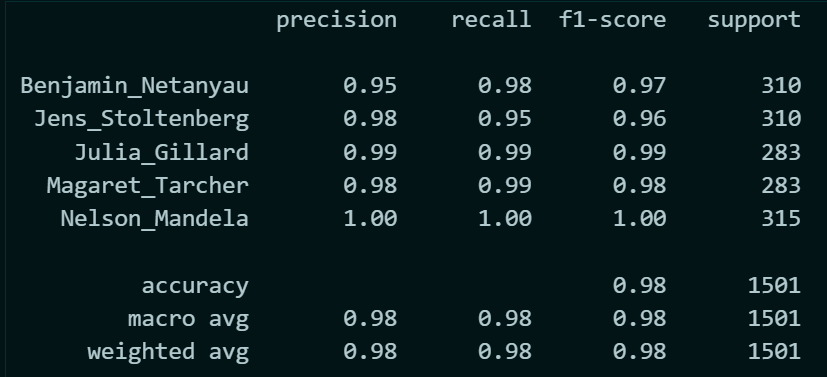 precision recall f1-score support
Benjamin_Netanyau 0.95 0.98 0.97 310
Jens_Stoltenberg 0.98 0.95 0.96 310
Julia_Gillard 0.99 0.99 0.99 283
Magaret_Tarcher 0.98 0.99 0.98 283
Nelson_Mandela 1.00 1.00 1.00 315
accuracy 0.98 1501
macro avg 0.98 0.98 0.98 1501
weighted avg 0.98 0.98 0.98 1501